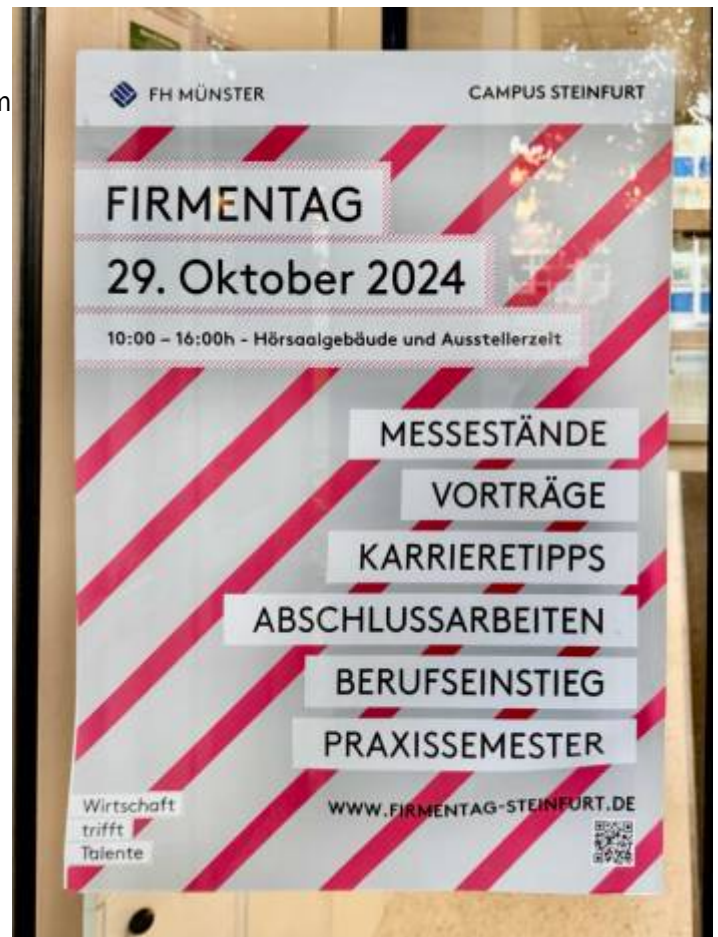 m
FH MÜNSTER
CAMPUS STEINFURT
FIRMENTAG
29. Oktober 2024
10:00 – 16:00h - Hörsaalgebäude und Ausstellerzelt
MESSESTÄNDE
VORTRÄGE
KARRIERETIPPS
ABSCHLUSSARBEITEN
BERUFSEINSTIEG
PRAXISSEMESTER
WWW.FIRMENTAG-STEINFURT.DE
Wirtschaft
trifft
Talente